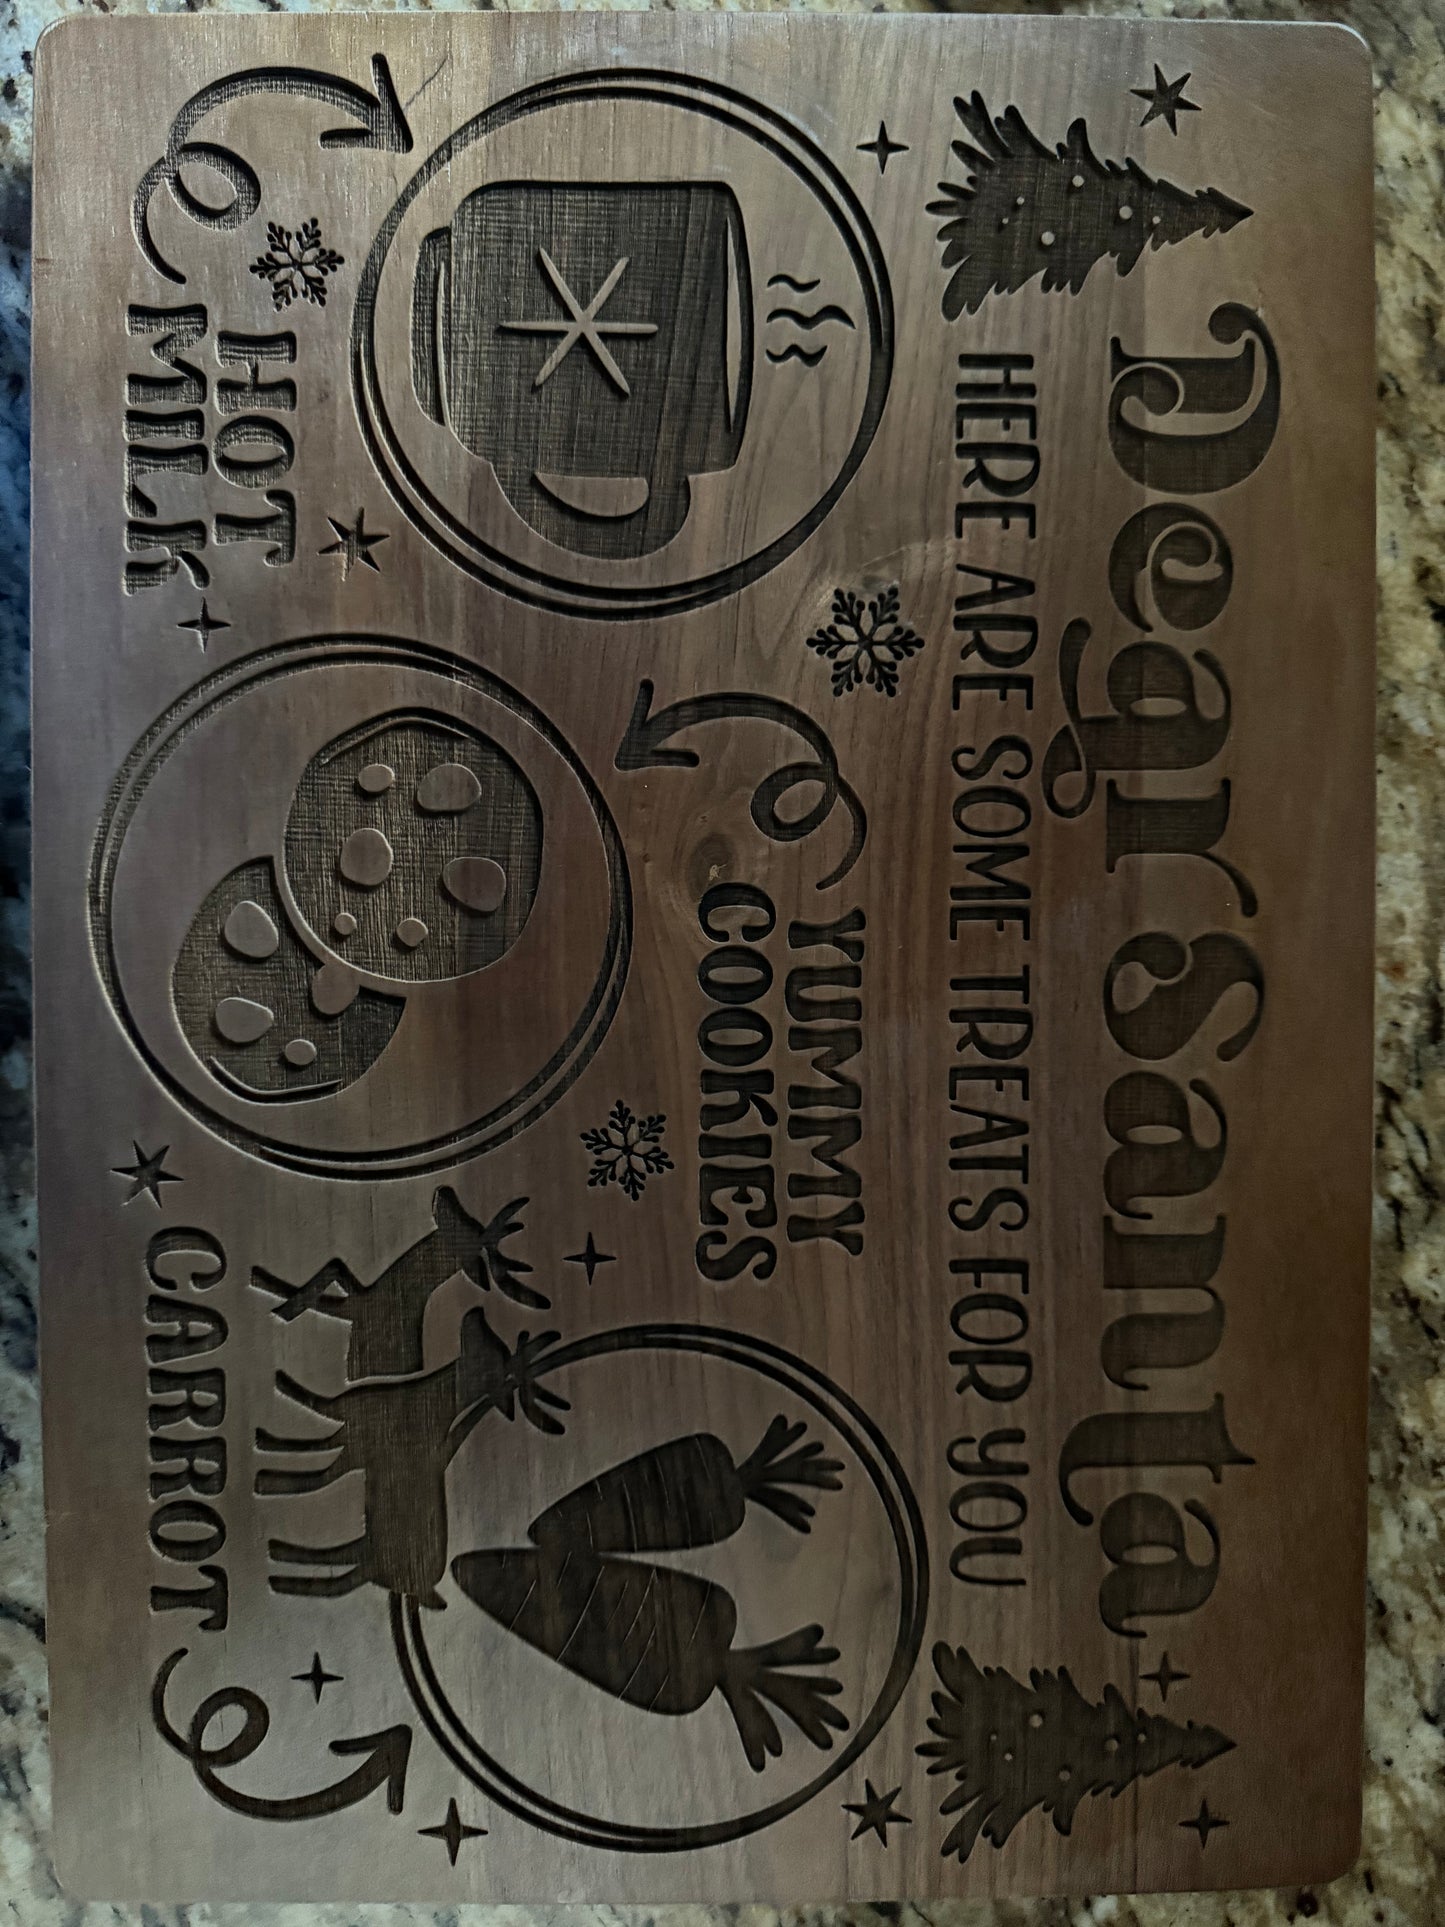 Dear Santa
HERE ARE SOME TREATS FOR YOU
YUMMY
COOKIES
HOT
MILK
CARROT